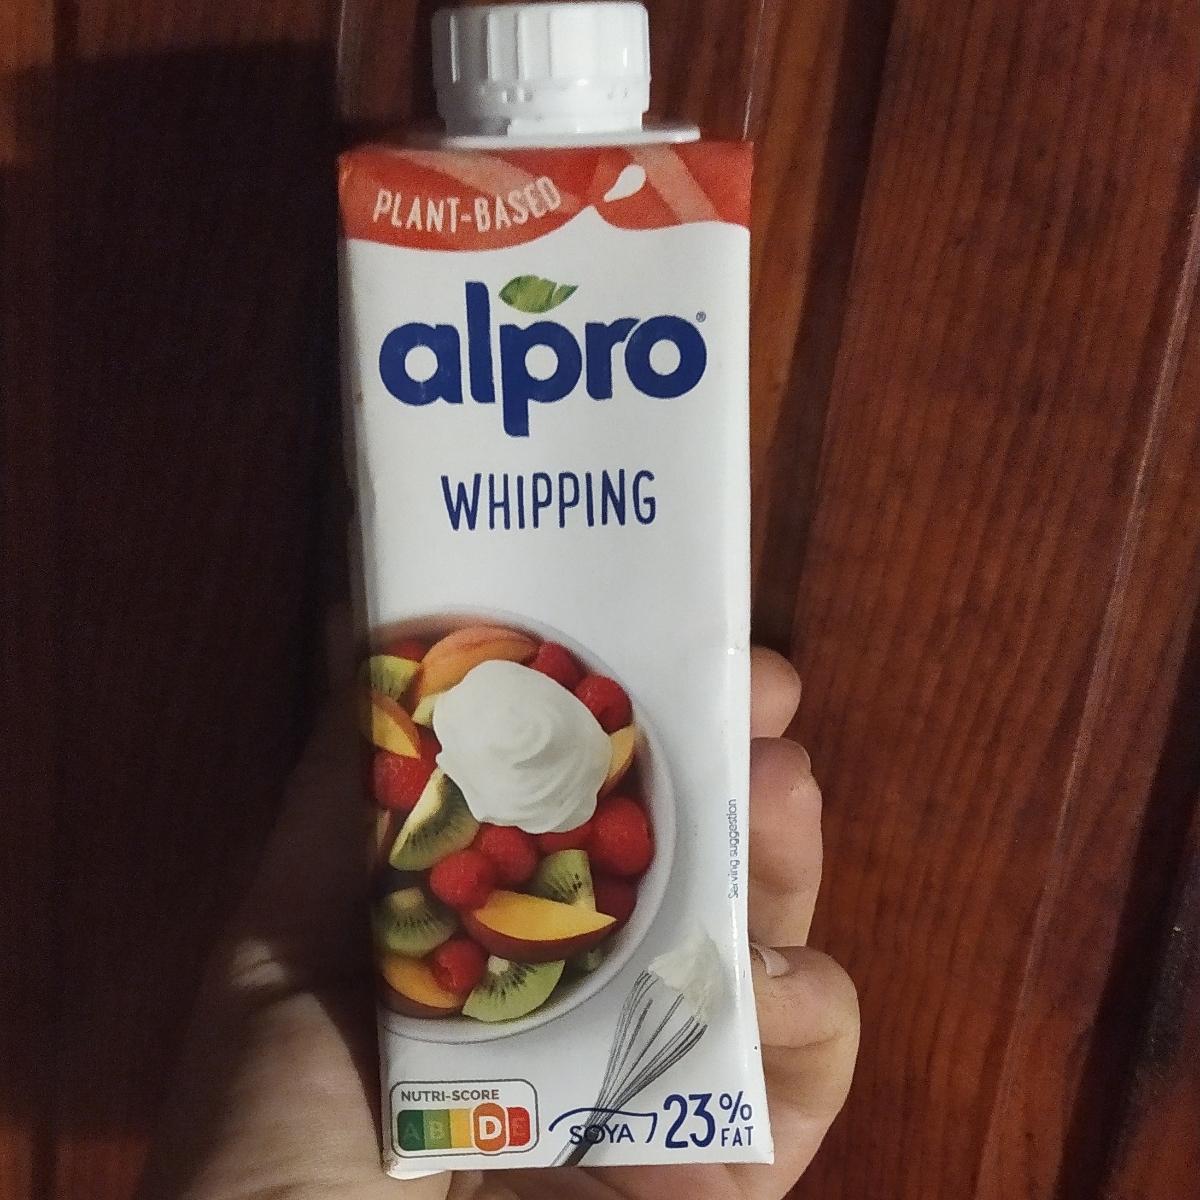 PLANT-BASED
alpro®
WHIPPING
Serving suggestion
NUTRI-SCORE
A B C D E
SOYA
23% FAT